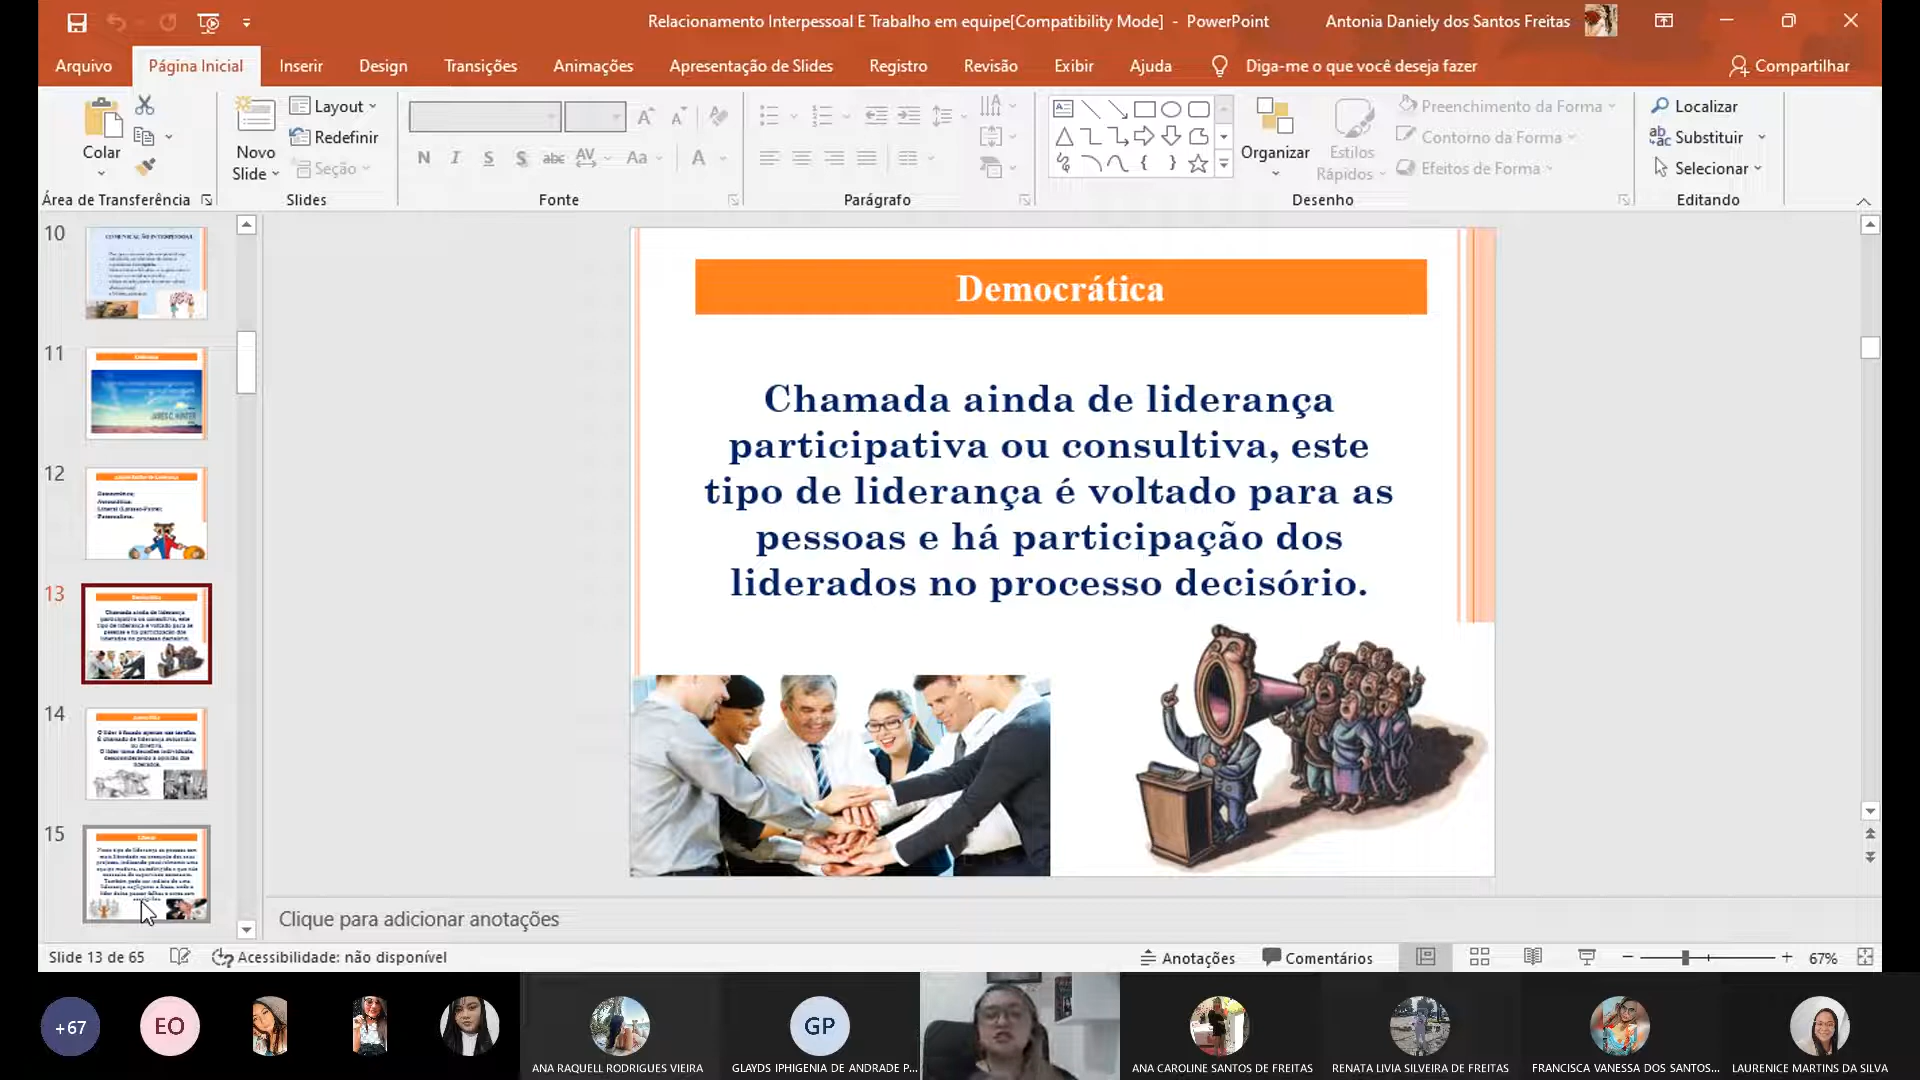 Relacionamento Interpessoal E Trabalho em equipe[Compatibility Mode] - PowerPoint
Antonia Daniely dos Santos Freitas
Arquivo
Página Inicial
Inserir
Design
Transições
Animações
Apresentação de Slides
Registro
Revisão
Exibir
Ajuda
Diga-me o que você deseja fazer
Compartilhar
Colar
Novo
Slide
Layout
Redefinir
Seção
N I S S abc AV Aa A
Organizar
Estilos
Rápidos
Preenchimento da Forma
Contorno da Forma
Efeitos de Forma
Localizar
Substituir
Selecionar
Área de Transferência
Slides
Fonte
Parágrafo
Desenho
Editando
10
11
12
13
14
15
Democrática
Chamada ainda de liderança
participativa ou consultiva, este
tipo de liderança é voltado para as
pessoas e há participação dos
liderados no processo decisório.
Clique para adicionar anotações
Slide 13 de 65
Acessibilidade: não disponível
Anotações
Comentários
67%
+67
EO
GP
ANA RAQUELL RODRIGUES VIEIRA
GLAYDS IPHIGENIA DE ANDRADE P...
ANA CAROLINE SANTOS DE FREITAS
RENATA LIVIA SILVEIRA DE FREITAS
FRANCISCA VANESSA DOS SANTOS...
LAURENICE MARTINS DA SILVA